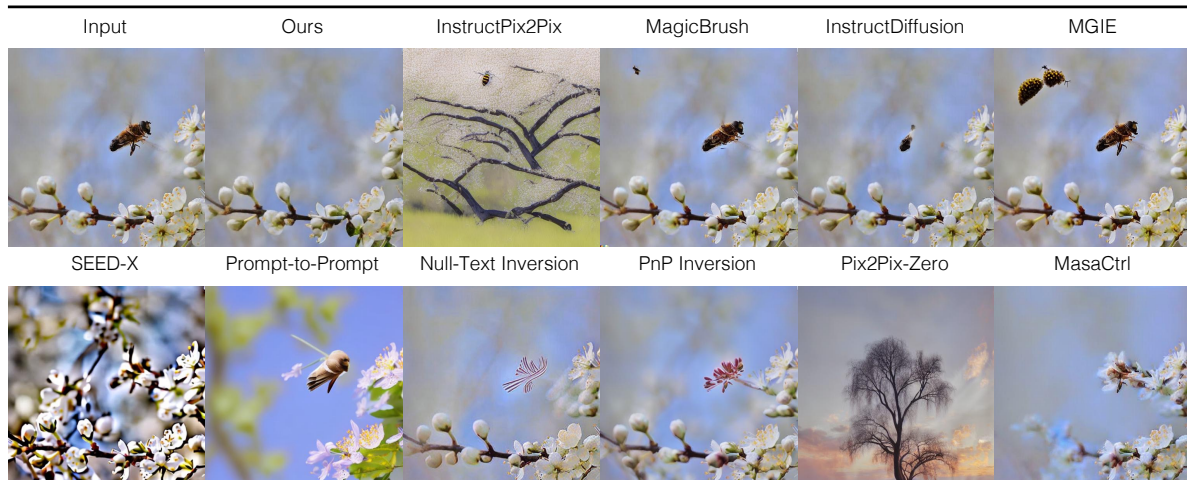 Input Ours InstructPix2Pix MagicBrush InstructDiffusion MGIE
SEED-X Prompt-to-Prompt Null-Text Inversion PnP Inversion Pix2Pix-Zero MasaCtrl